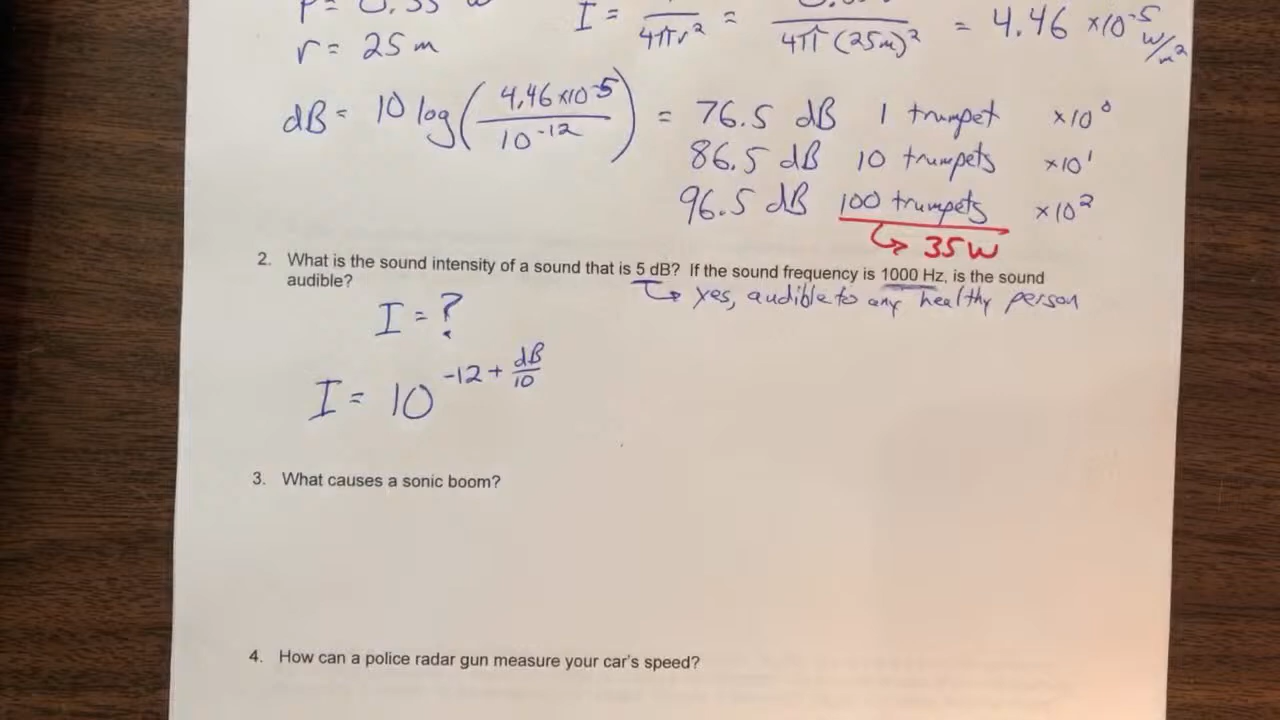 r = 25 m
I = 4πr² = 4π(25m)² = 4.46 ×10⁻⁵ W/m²
dB = 10 log(4.46×10⁻⁵ / 10⁻¹²) = 76.5 dB 1 trumpet ×10⁰
86.5 dB 10 trumpets ×10¹
96.5 dB 100 trumpets ×10²
↳ 35W
2. What is the sound intensity of a sound that is 5 dB? If the sound frequency is 1000 Hz, is the sound
audible?
↳ yes, audible to any healthy person
I = ?
I = 10^(-12 + dB/10)
3. What causes a sonic boom?
4. How can a police radar gun measure your car's speed?